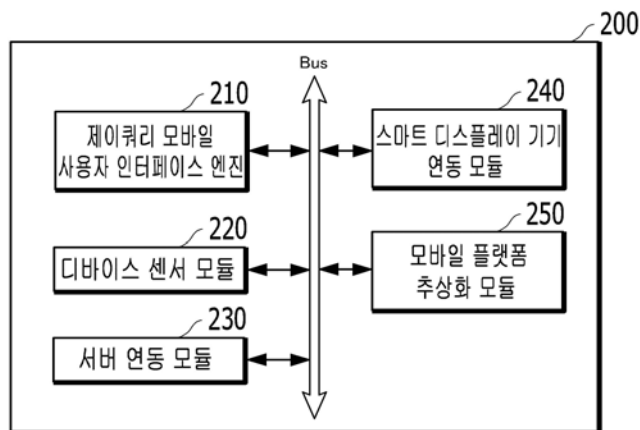 200
Bus
210
제이쿼리 모바일
사용자 인터페이스 엔진
240
스마트 디스플레이 기기
연동 모듈
220
디바이스 센서 모듈
250
모바일 플랫폼
추상화 모듈
230
서버 연동 모듈